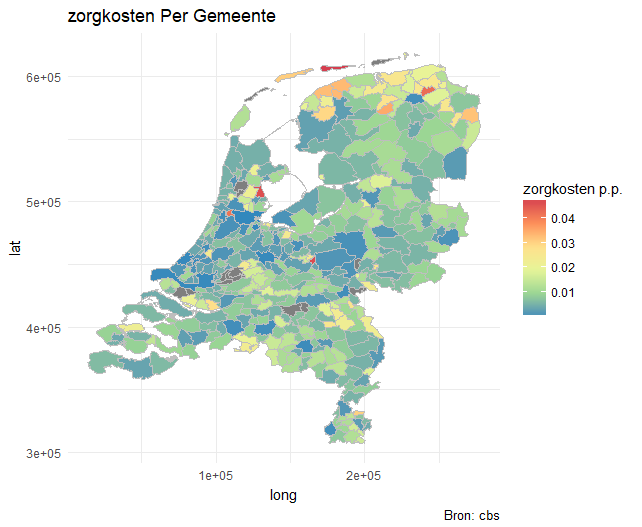 zorgkosten Per Gemeente
6e+05
5e+05
4e+05
3e+05
lat
1e+05
2e+05
long
zorgkosten p.p.
0.04
0.03
0.02
0.01
Bron: cbs